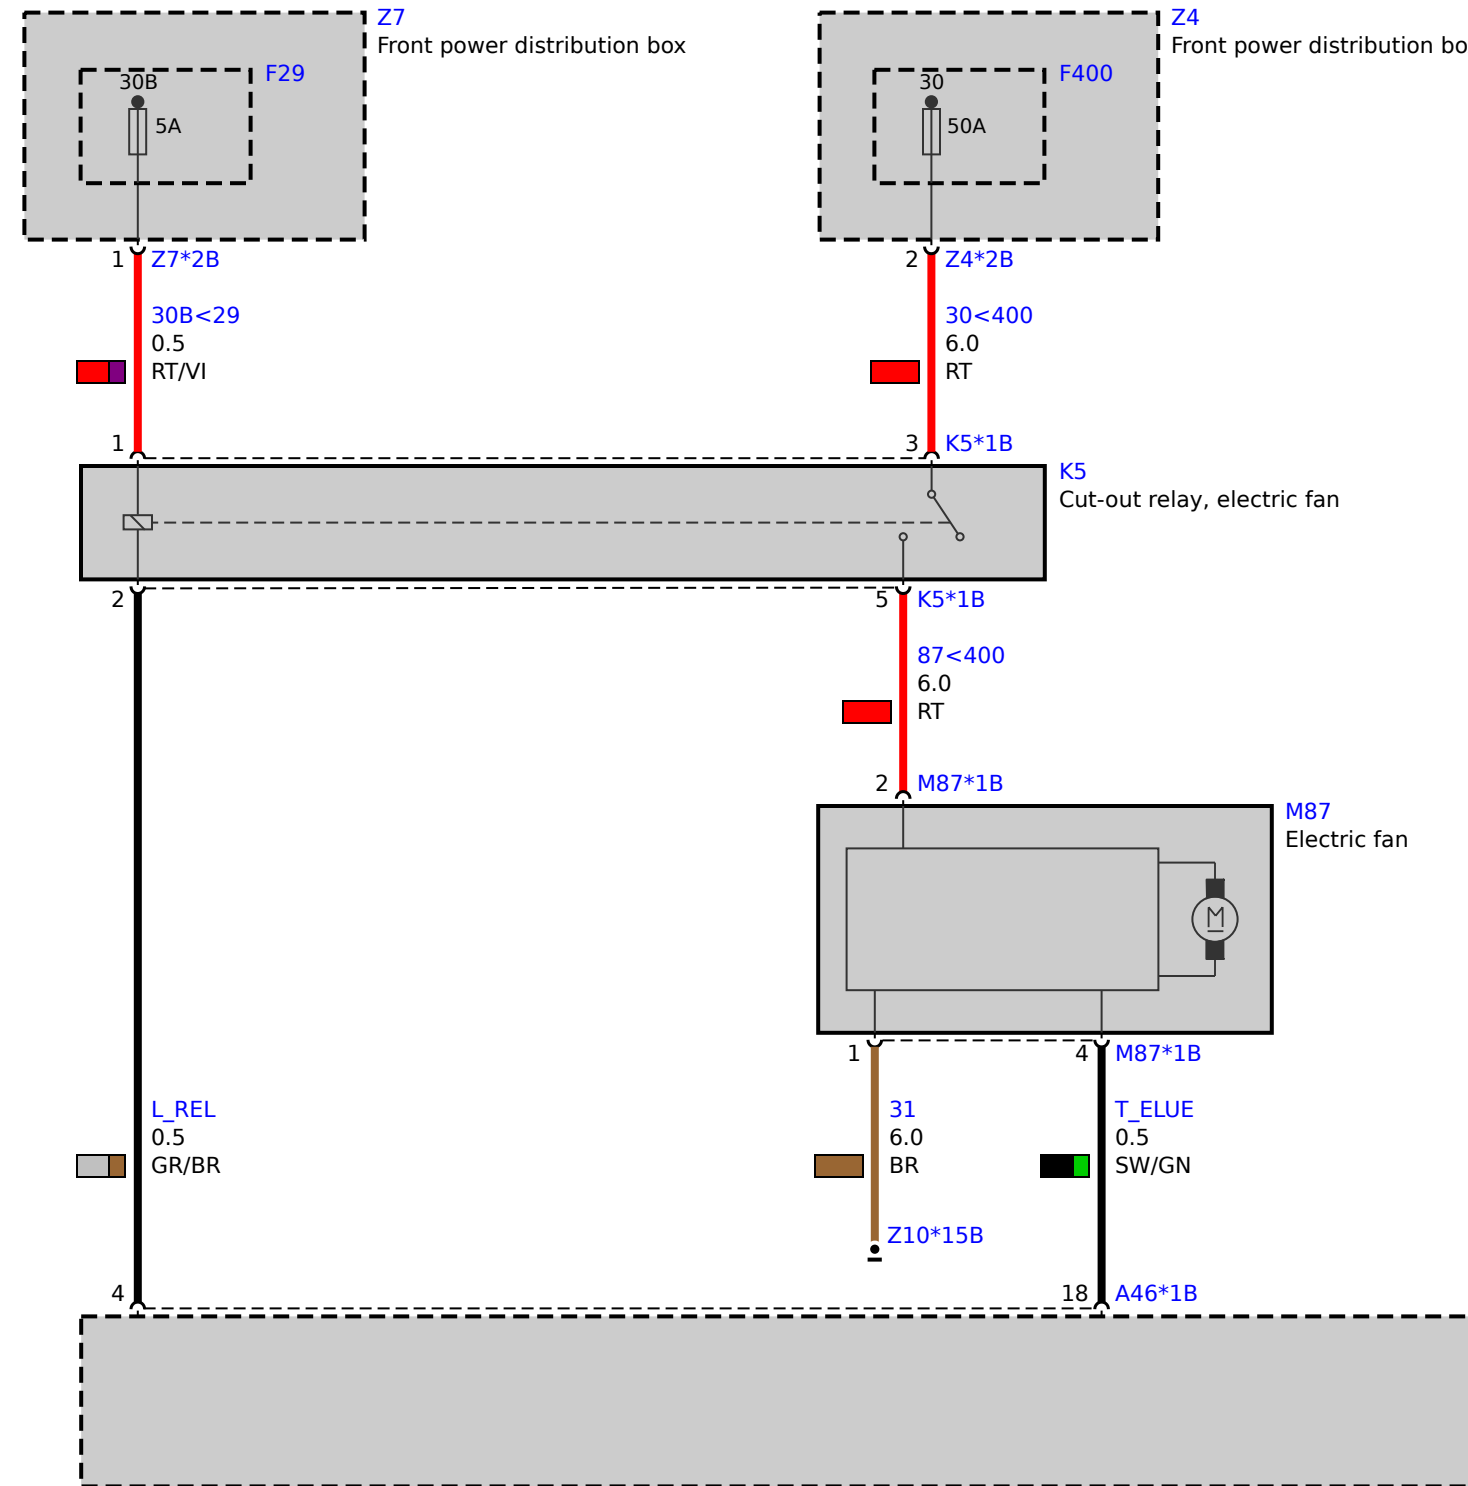 Z7
Front power distribution box
F29
30B
5A
Z4
Front power distribution bo
F400
30
50A
1 Z7*2B
30B<29
0.5
RT/VI
2 Z4*2B
30<400
6.0
RT
1
3 K5*1B
K5
Cut-out relay, electric fan
2
5 K5*1B
87<400
6.0
RT
2 M87*1B
M87
Electric fan
M
1
4 M87*1B
L_REL
0.5
GR/BR
31
6.0
BR
T_ELUE
0.5
SW/GN
Z10*15B
4
18 A46*1B